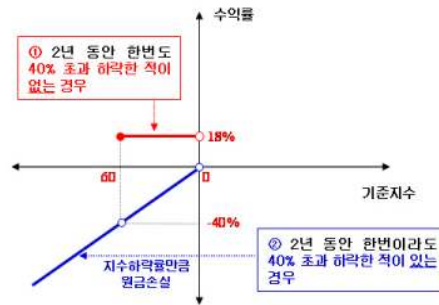 수익률
① 2년 동안 한번도
40% 초과 하락한 적이
없는 경우
18%
60
0
기준지수
-40%
② 2년 동안 한번이라도
40% 초과 하락한 적이 있는
경우
지수하락률만큼
원금손실